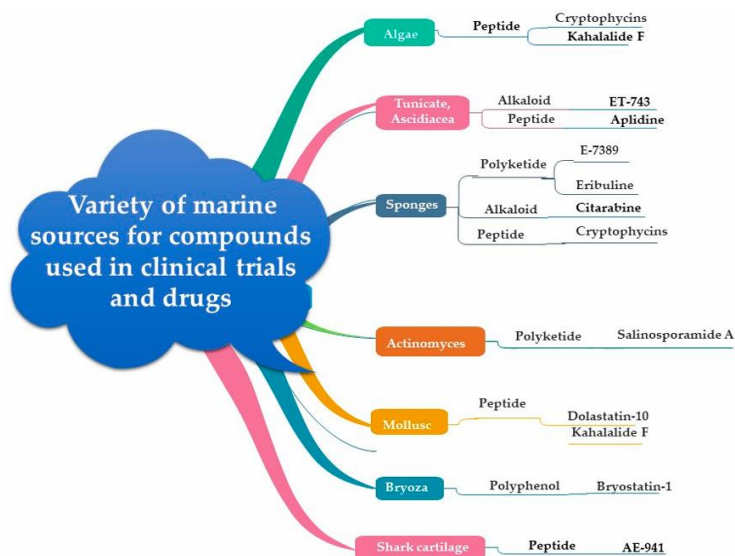 Variety of marine
sources for compounds
used in clinical trials
and drugs
Algae
Peptide
Cryptophycins
Kahalalide F
Tunicate,
Ascidiacea
Alkaloid
ET-743
Peptide
Aplidine
Sponges
Polyketide
E-7389
Eribuline
Alkaloid
Citarabine
Peptide
Cryptophycins
Actinomyces
Polyketide
Salinosporamide A
Mollusc
Peptide
Dolastatin-10
Kahalalide F
Bryoza
Polyphenol
Bryostatin-1
Shark cartilage
Peptide
AE-941